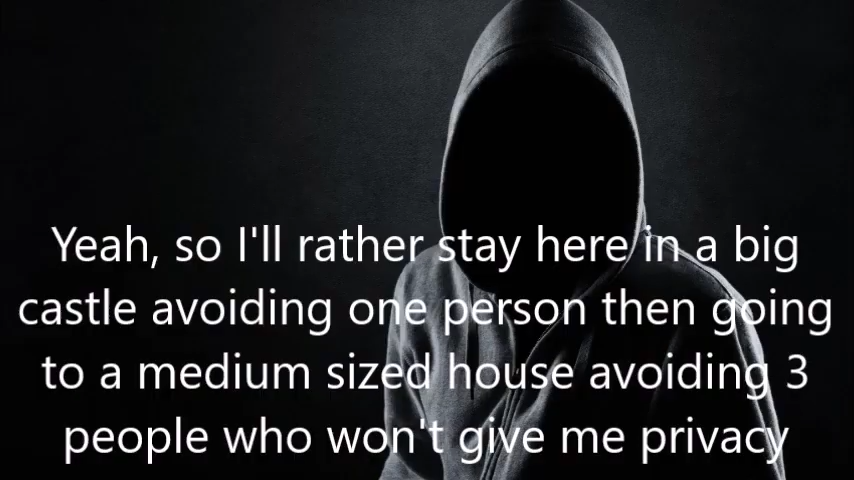 Yeah, so I'll rather stay here in a big
castle avoiding one person then going
to a medium sized house avoiding 3
people who won't give me privacy